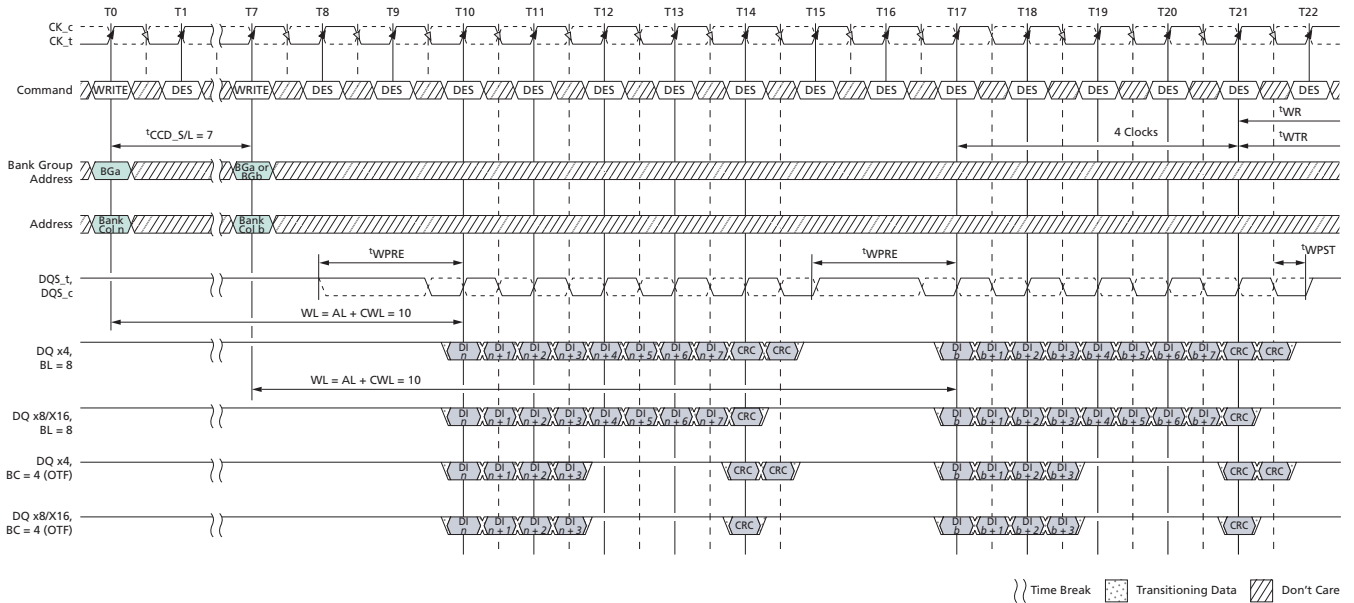 T0 T1 T7 T8 T9 T10 T11 T12 T13 T14 T15 T16 T17 T18 T19 T20 T21 T22
CK_c
CK_t
Command WRITE DES WRITE DES DES DES DES DES DES DES DES DES DES DES DES DES DES DES
tWR
tCCD_S/L = 7
4 Clocks
tWTR
Bank Group
Address
BGa
BGa or
BGb
Address
Bank
Col n
Bank
Col b
tWPRE tWPRE tWPST
DQS_t,
DQS_c
WL = AL + CWL = 10
DQ x4,
BL = 8
DI
n
DI
n + 1
DI
n + 2
DI
n + 3
DI
n + 4
DI
n + 5
DI
n + 6
DI
n + 7
CRC CRC
DI
b
DI
b + 1
DI
b + 2
DI
b + 3
DI
b + 4
DI
b + 5
DI
b + 6
DI
b + 7
CRC CRC
WL = AL + CWL = 10
DQ x8/X16,
BL = 8
DI
n
DI
n + 1
DI
n + 2
DI
n + 3
DI
n + 4
DI
n + 5
DI
n + 6
DI
n + 7
CRC
DI
b
DI
b + 1
DI
b + 2
DI
b + 3
DI
b + 4
DI
b + 5
DI
b + 6
DI
b + 7
CRC
DQ x4,
BC = 4 (OTF)
DI
n
DI
n + 1
DI
n + 2
DI
n + 3
CRC CRC
DI
b
DI
b + 1
DI
b + 2
DI
b + 3
CRC CRC
DQ x8/X16,
BC = 4 (OTF)
DI
n
DI
n + 1
DI
n + 2
DI
n + 3
CRC
DI
b
DI
b + 1
DI
b + 2
DI
b + 3
CRC
Time Break Transitioning Data Don't Care